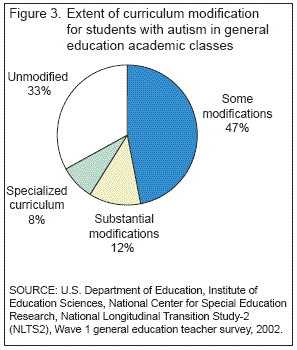 Figure 3. Extent of curriculum modification
for students with autism in general
education academic classes
Unmodified
33%
Some
modifications
47%
Specialized
curriculum
8%
Substantial
modifications
12%
SOURCE: U.S. Department of Education, Institute of
Education Sciences, National Center for Special Education
Research, National Longitudinal Transition Study-2
(NLTS2), Wave 1 general education teacher survey, 2002.